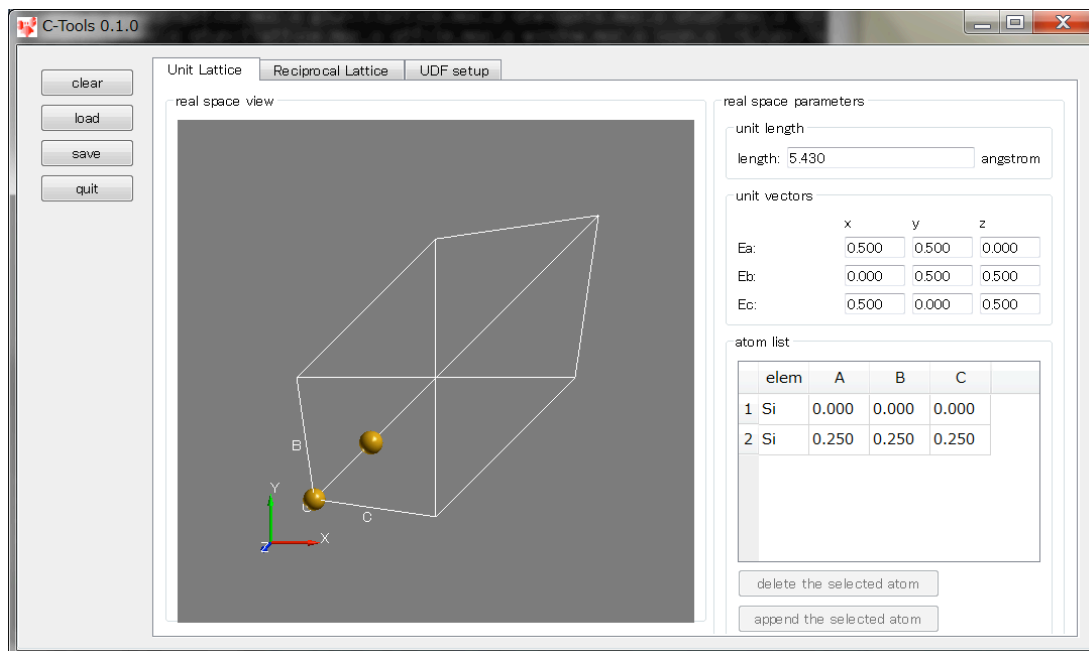 C-Tools 0.1.0
clear
load
save
quit
Unit Lattice Reciprocal Lattice UDF setup
real space view
B
C
Y
X
Z
real space parameters
unit length
length: 5.430 angstrom
unit vectors
x y z
Ea: 0.500 0.500 0.000
Eb: 0.000 0.500 0.500
Ec: 0.500 0.000 0.500
atom list
elem A B C
1 Si 0.000 0.000 0.000
2 Si 0.250 0.250 0.250
delete the selected atom
append the selected atom